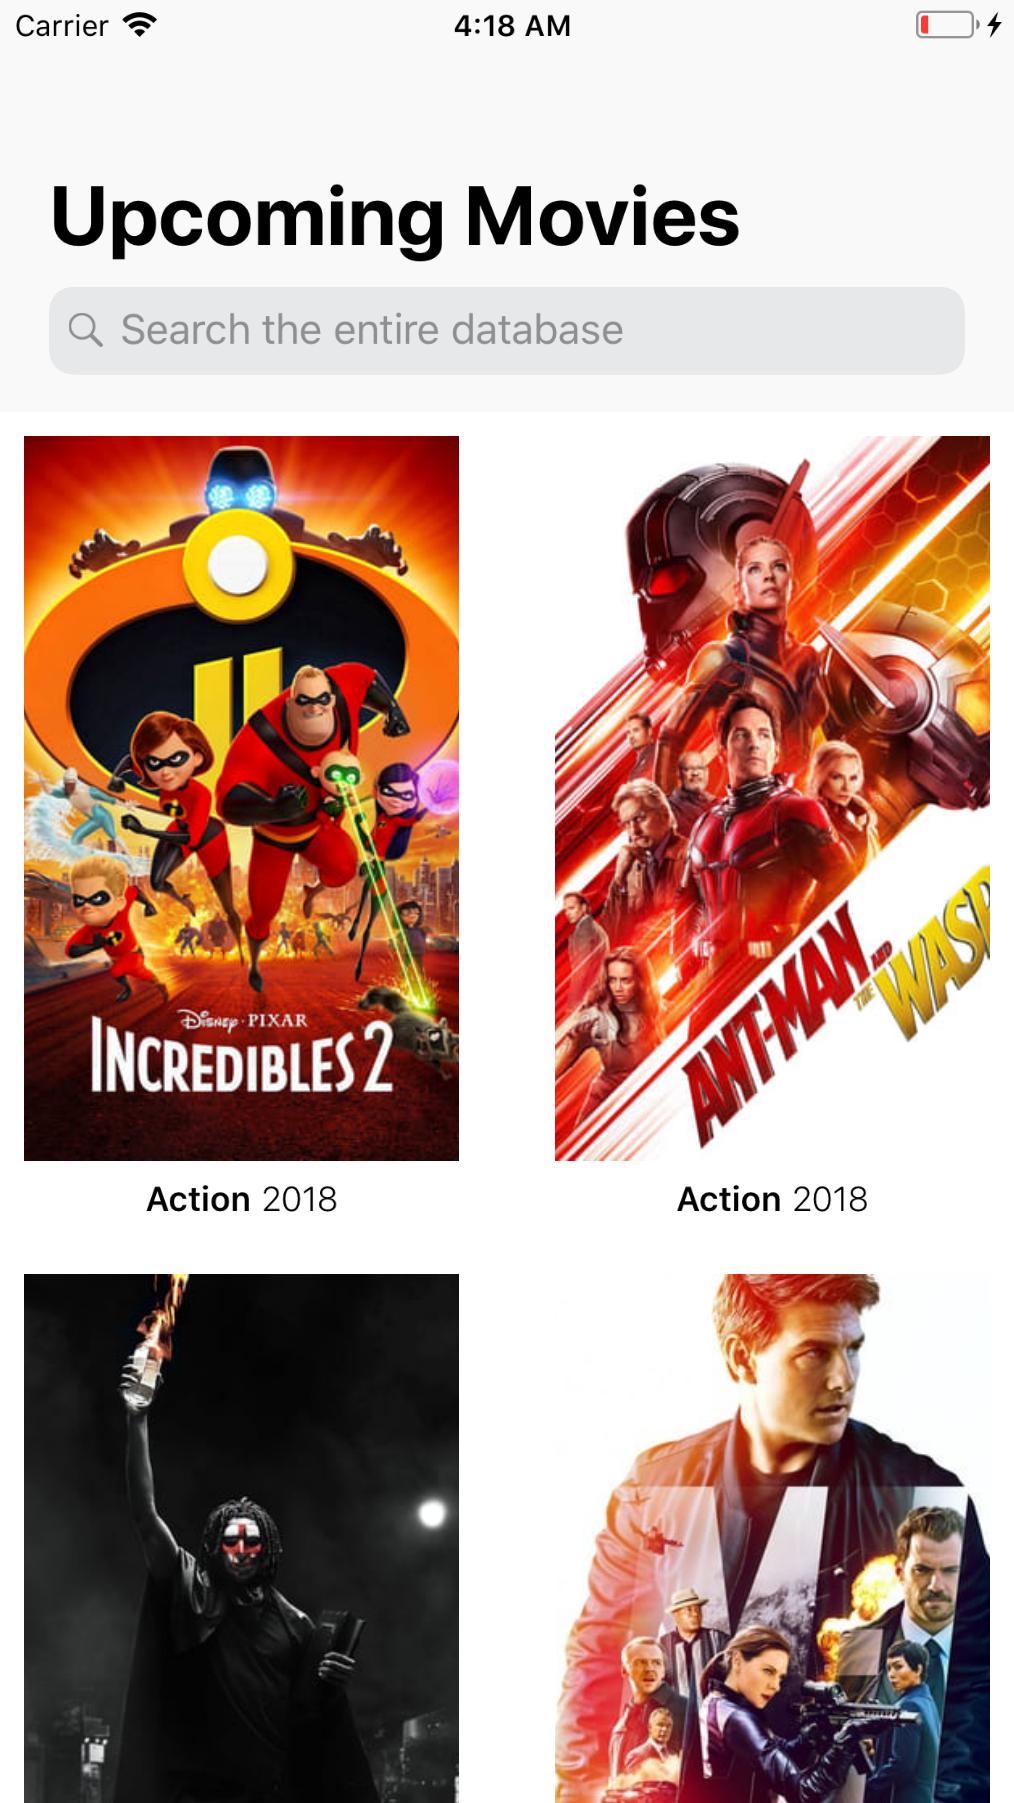 Carrier 4:18 AM
Upcoming Movies
Search the entire database
Disney · PIXAR
INCREDIBLES 2
ANT-MAN
AND
THE WASP
Action 2018
Action 2018